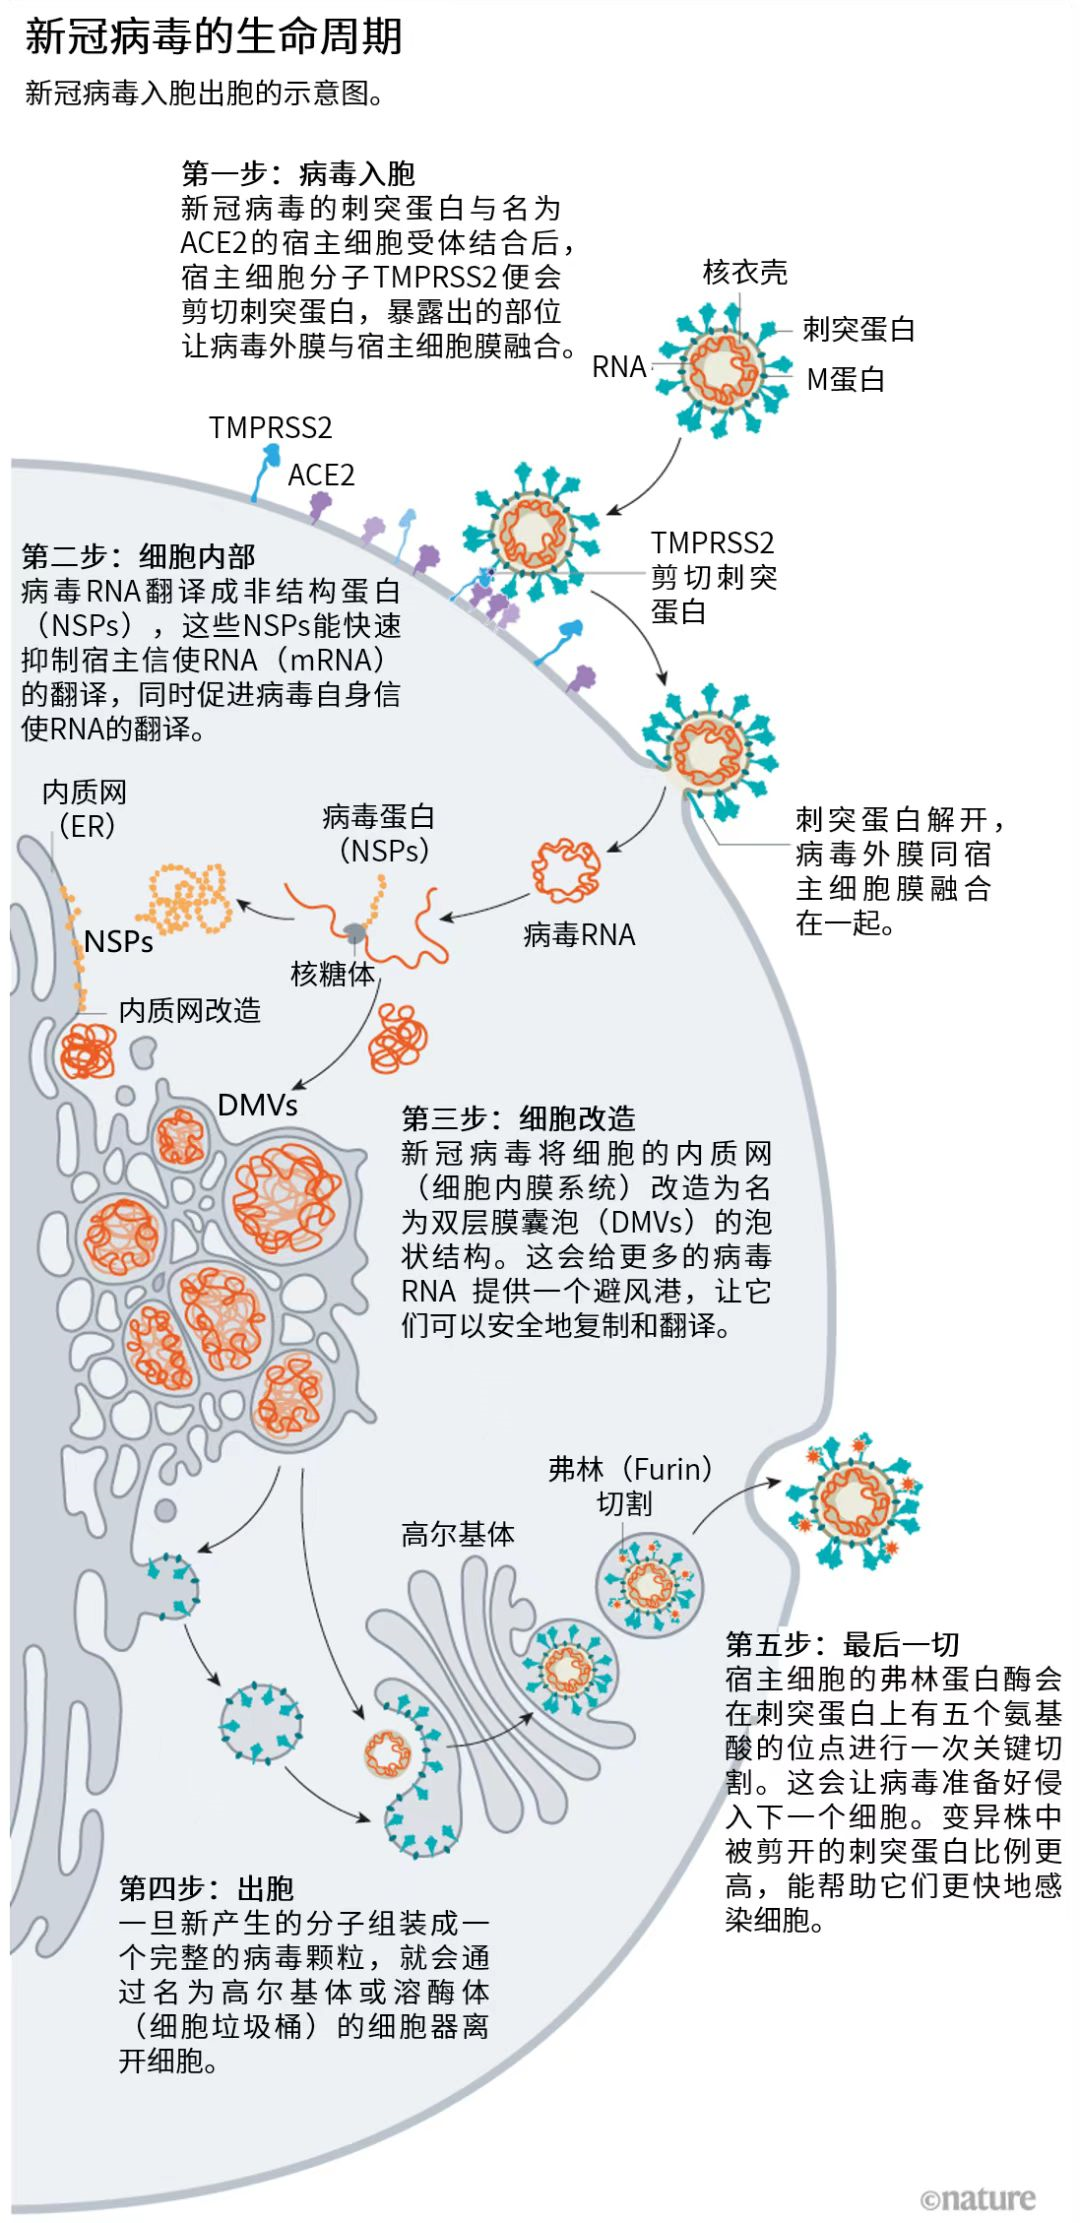 新冠病毒的生命周期
新冠病毒入胞出胞的示意图。
第一步：病毒入胞
新冠病毒的刺突蛋白与名为
ACE2的宿主细胞受体结合后，
宿主细胞分子TMPRSS2便会
剪切刺突蛋白，暴露出的部位
让病毒外膜与宿主细胞膜融合。
核衣壳
刺突蛋白
RNA
M蛋白
TMPRSS2
ACE2
TMPRSS2
剪切刺突
蛋白
第二步：细胞内部
病毒RNA翻译成非结构蛋白
（NSPs），这些NSPs能快速
抑制宿主信使RNA（mRNA）
的翻译，同时促进病毒自身信
使RNA的翻译。
刺突蛋白解开，
病毒外膜同宿
主细胞膜融合
在一起。
内质网
（ER）
病毒蛋白
（NSPs）
病毒RNA
NSPs
核糖体
内质网改造
DMVs
第三步：细胞改造
新冠病毒将细胞的内质网
（细胞内膜系统）改造为名
为双层膜囊泡（DMVs）的泡
状结构。这会给更多的病毒
RNA 提供一个避风港，让它
们可以安全地复制和翻译。
弗林（Furin）
切割
高尔基体
第五步：最后一切
宿主细胞的弗林蛋白酶会
在刺突蛋白上有五个氨基
酸的位点进行一次关键切
割。这会让病毒准备好侵
入下一个细胞。变异株中
被剪开的刺突蛋白比例更
高，能帮助它们更快地感
染细胞。
第四步：出胞
一旦新产生的分子组装成一
个完整的病毒颗粒，就会通
过名为高尔基体或溶酶体
（细胞垃圾桶）的细胞器离
开细胞。
©nature